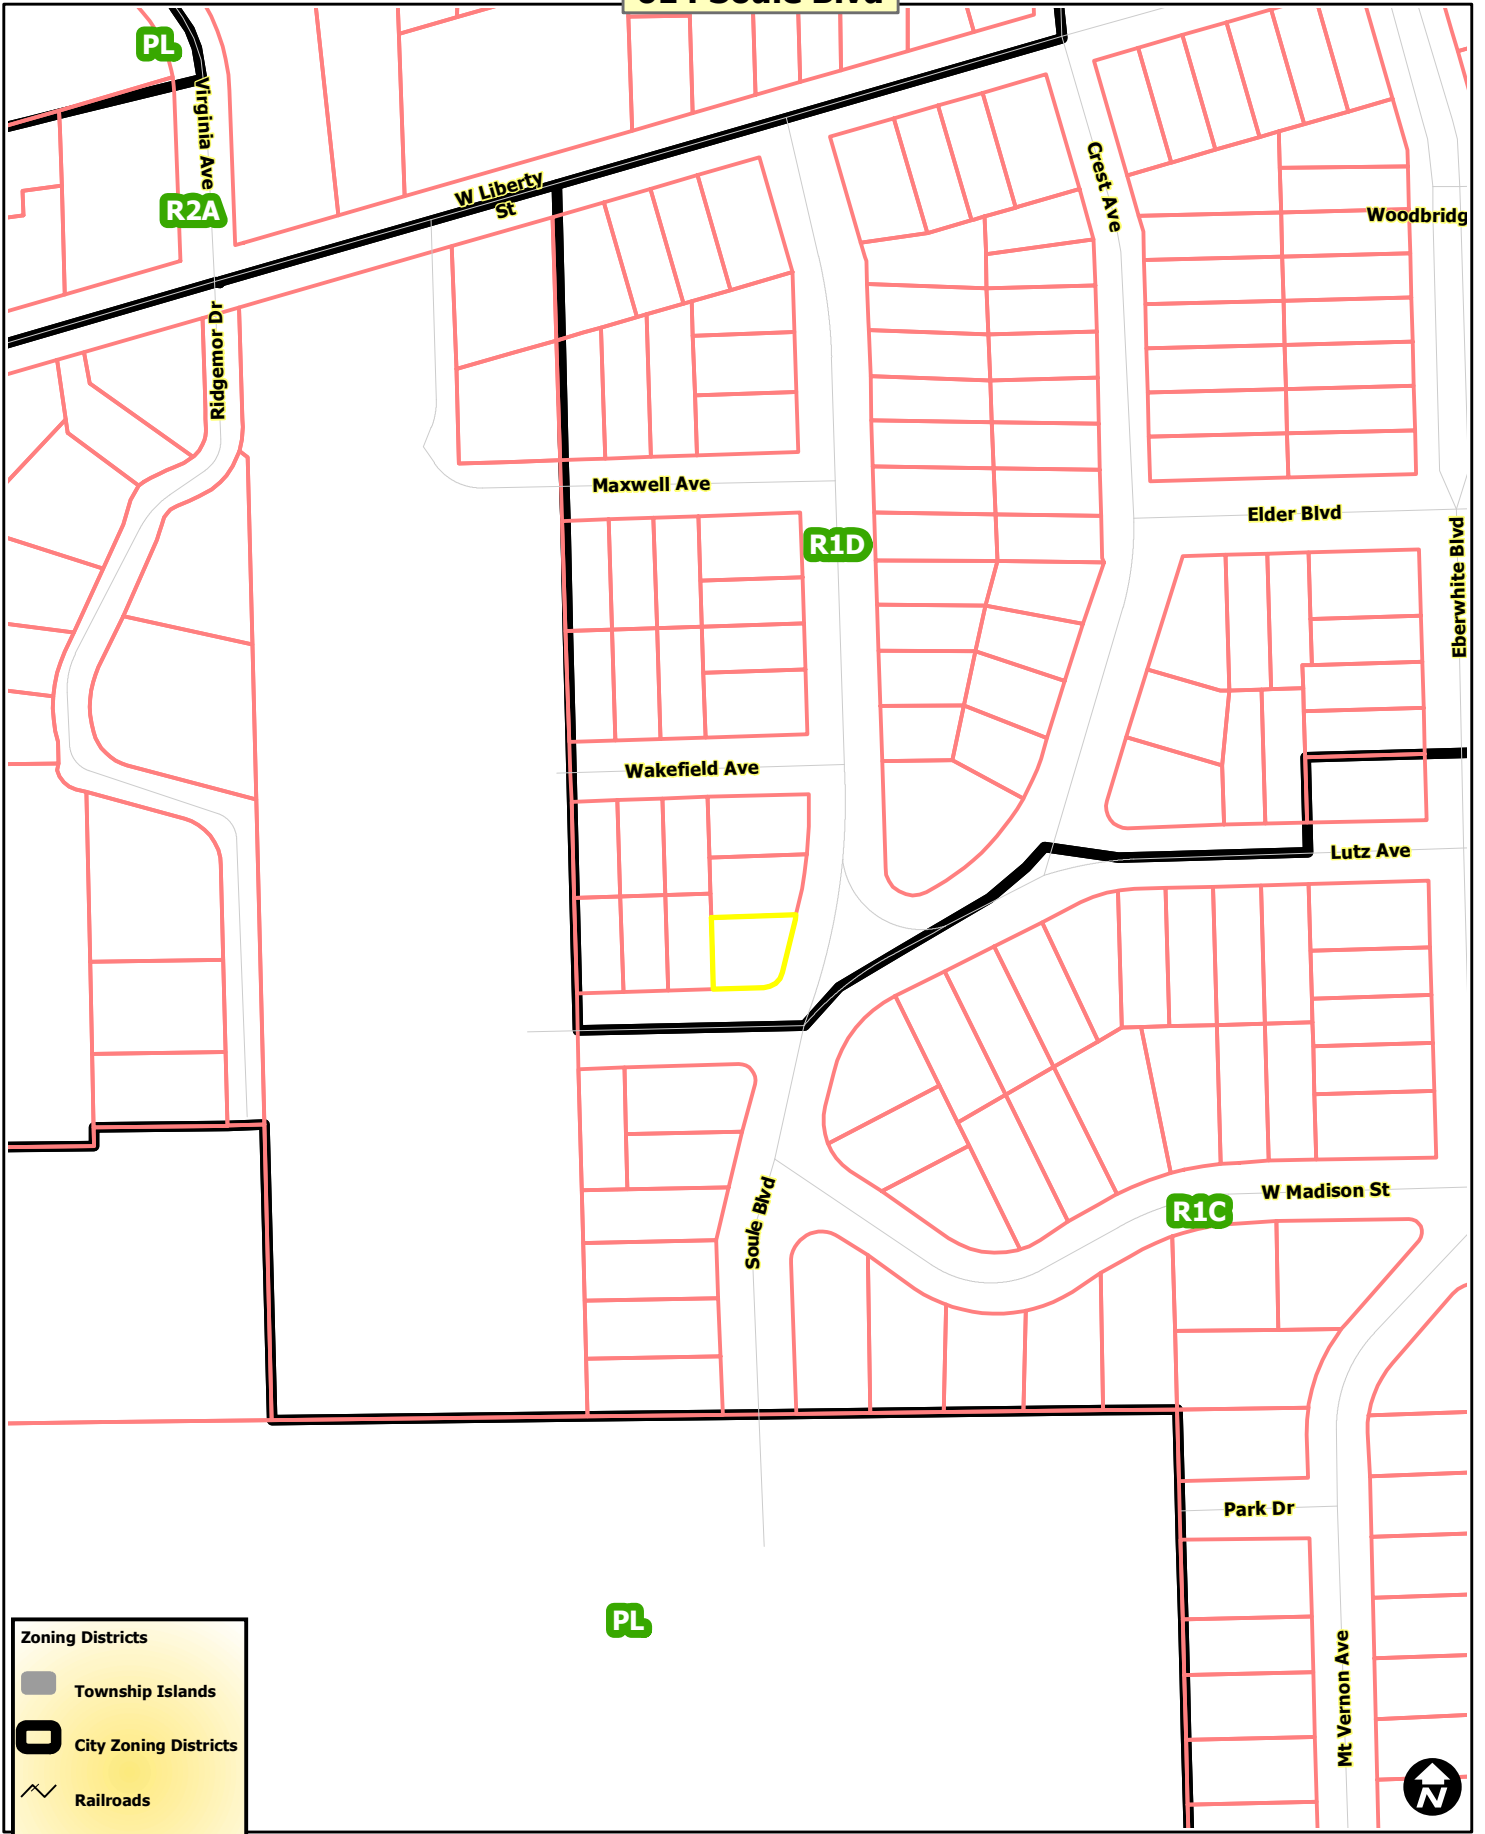 Soule Blvd
PL
Virginia Ave
R2A
W Liberty
St
Crest Ave
Woodbridg
Ridgemor Dr
Maxwell Ave
Elder Blvd
R1D
Eberwhite Blvd
Wakefield Ave
Lutz Ave
Soule Blvd
W Madison St
R1C
Park Dr
PL
Mt Vernon Ave
Zoning Districts
Township Islands
City Zoning Districts
Railroads
N